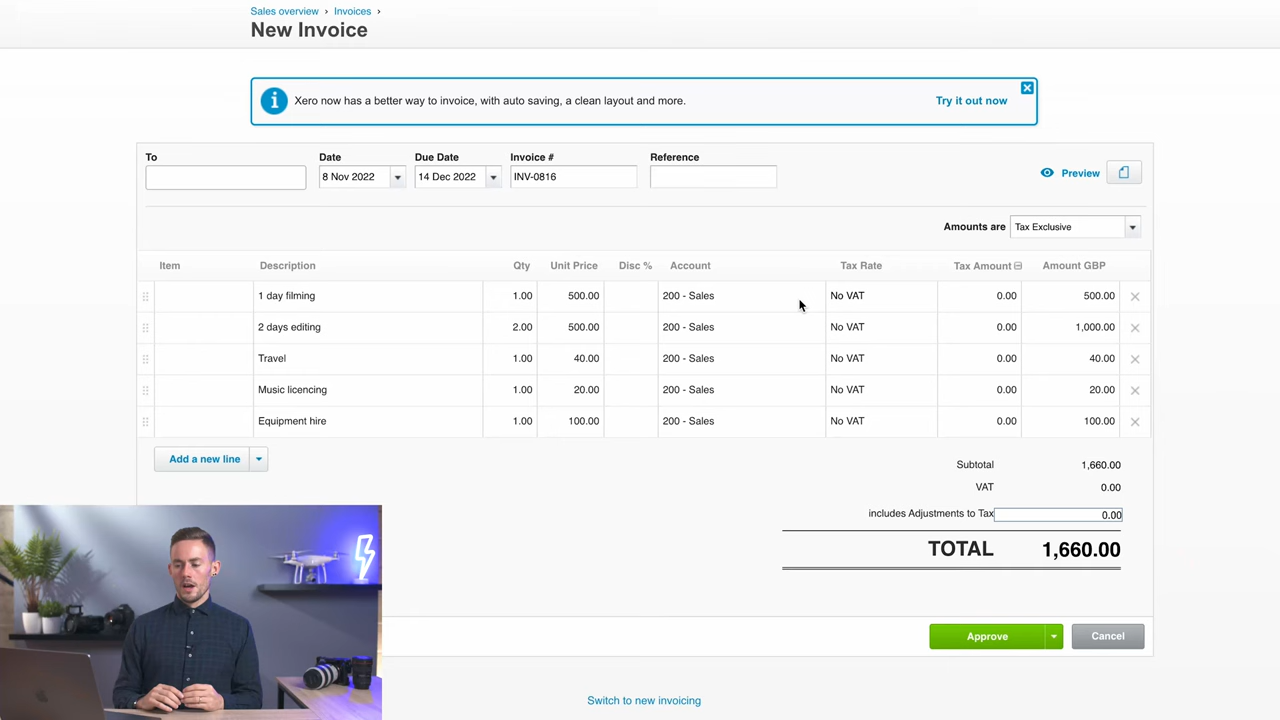 Sales overview › Invoices ›
New Invoice
Xero now has a better way to invoice, with auto saving, a clean layout and more. Try it out now
To Date Due Date Invoice # Reference
8 Nov 2022 14 Dec 2022 INV-0816
Preview
Amounts are Tax Exclusive
Item Description Qty Unit Price Disc % Account Tax Rate Tax Amount Amount GBP
1 day filming 1.00 500.00 200 - Sales No VAT 0.00 500.00
2 days editing 2.00 500.00 200 - Sales No VAT 0.00 1,000.00
Travel 1.00 40.00 200 - Sales No VAT 0.00 40.00
Music licencing 1.00 20.00 200 - Sales No VAT 0.00 20.00
Equipment hire 1.00 100.00 200 - Sales No VAT 0.00 100.00
Add a new line
Subtotal 1,660.00
VAT 0.00
includes Adjustments to Tax 0.00
TOTAL 1,660.00
Approve Cancel
Switch to new invoicing